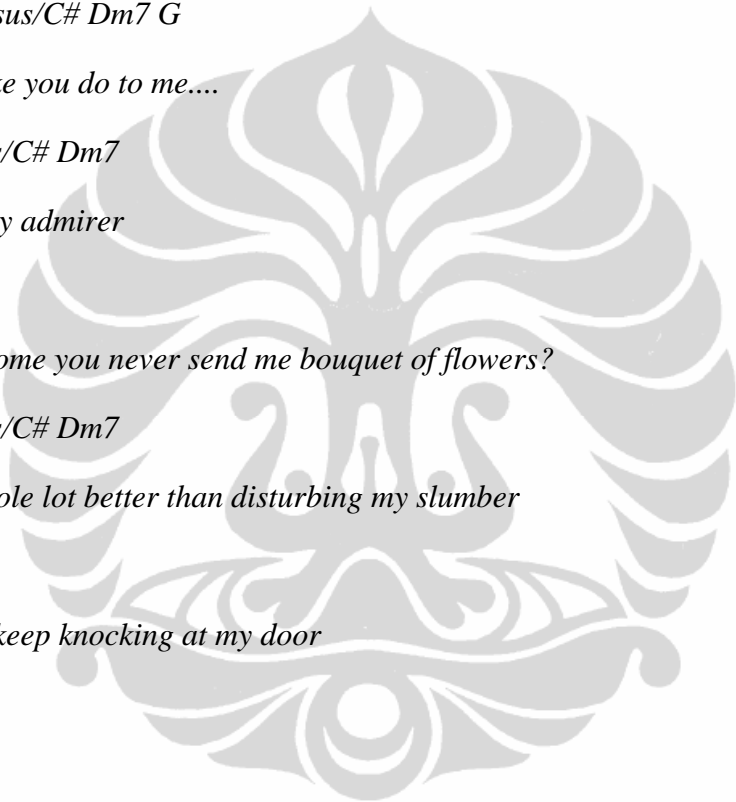 sus/C# Dm7 G
ke you do to me....
/C# Dm7
y admirer
ome you never send me bouquet of flowers?
/C# Dm7
ole lot better than disturbing my slumber
keep knocking at my door